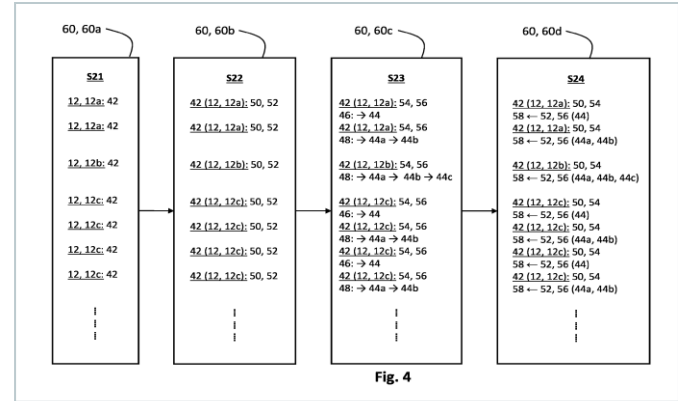 60, 60a
60, 60b
60, 60c
60, 60d
S21
12, 12a: 42
12, 12a: 42
12, 12b: 42
12, 12c: 42
12, 12c: 42
12, 12c: 42
12, 12c: 42
S22
42 (12, 12a): 50, 52
42 (12, 12a): 50, 52
42 (12, 12b): 50, 52
42 (12, 12c): 50, 52
42 (12, 12c): 50, 52
42 (12, 12c): 50, 52
42 (12, 12c): 50, 52
S23
42 (12, 12a): 54, 56
46: → 44
42 (12, 12a): 54, 56
48: → 44a → 44b
42 (12, 12b): 54, 56
48: → 44a → 44b → 44c
42 (12, 12c): 54, 56
46: → 44
42 (12, 12c): 54, 56
48: → 44a → 44b
42 (12, 12c): 54, 56
46: → 44
42 (12, 12c): 54, 56
48: → 44a → 44b
S24
42 (12, 12a): 50, 54
58 ← 52, 56 (44)
42 (12, 12a): 50, 54
58 ← 52, 56 (44a, 44b)
42 (12, 12b): 50, 54
58 ← 52, 56 (44a, 44b, 44c)
42 (12, 12c): 50, 54
58 ← 52, 56 (44)
42 (12, 12c): 50, 54
58 ← 52, 56 (44a, 44b)
42 (12, 12c): 50, 54
58 ← 52, 56 (44)
42 (12, 12c): 50, 54
58 ← 52, 56 (44a, 44b)
Fig. 4